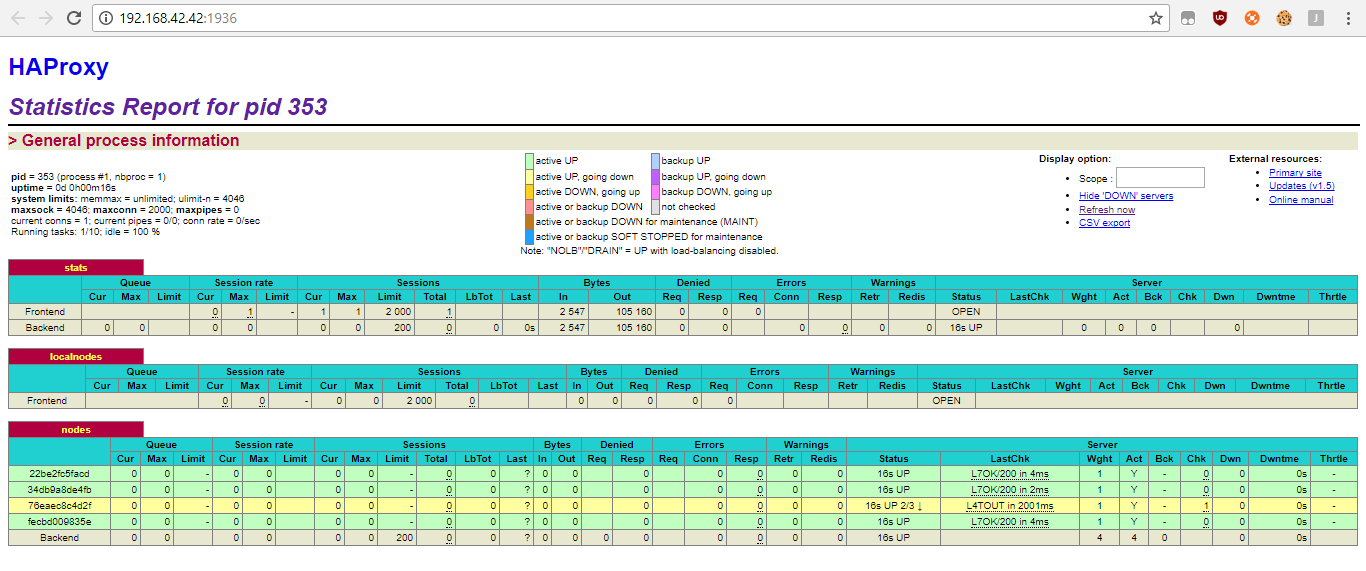 192.168.42.42:1936
HAProxy
Statistics Report for pid 353
> General process information
pid = 353 (process #1, nbproc = 1)
uptime = 0d 0h00m16s
system limits: memmax = unlimited; ulimit-n = 4046
maxsock = 4046; maxconn = 2000; maxpipes = 0
current conns = 1; current pipes = 0/0; conn rate = 0/sec
Running tasks: 1/10; idle = 100 %
active UP backup UP
active UP, going down backup UP, going down
active DOWN, going up backup DOWN, going up
active or backup DOWN not checked
active or backup DOWN for maintenance (MAINT)
active or backup SOFT STOPPED for maintenance
Note: "NOLB"/"DRAIN" = UP with load-balancing disabled.
Display option:
Scope :
Hide 'DOWN' servers
Refresh now
CSV export
External resources:
Primary site
Updates (v1.5)
Online manual
stats
Queue Session rate Sessions Bytes Denied Errors Warnings Server
Cur Max Limit Cur Max Limit Cur Max Limit Total LbTot Last In Out Req Resp Req Conn Resp Retr Redis Status LastChk Wght Act Bck Chk Dwn Dwntme Thrtle
Frontend 0 1 - 1 1 2 000 1 2 547 105 160 0 0 0 OPEN
Backend 0 0 0 0 0 0 200 0 0 0s 2 547 105 160 0 0 0 0 0 0 16s UP 0 0 0 0
localnodes
Queue Session rate Sessions Bytes Denied Errors Warnings Server
Cur Max Limit Cur Max Limit Cur Max Limit Total LbTot Last In Out Req Resp Req Conn Resp Retr Redis Status LastChk Wght Act Bck Chk Dwn Dwntme Thrtle
Frontend 0 0 - 0 0 2 000 0 0 0 0 0 0 OPEN
nodes
Queue Session rate Sessions Bytes Denied Errors Warnings Server
Cur Max Limit Cur Max Limit Cur Max Limit Total LbTot Last In Out Req Resp Req Conn Resp Retr Redis Status LastChk Wght Act Bck Chk Dwn Dwntme Thrtle
22be2fc5facd 0 0 - 0 0 0 0 - 0 0 ? 0 0 0 0 0 0 0 16s UP L7OK/200 in 4ms 1 Y - 0 0 0s -
34db9a8de4fb 0 0 - 0 0 0 0 - 0 0 ? 0 0 0 0 0 0 0 16s UP L7OK/200 in 2ms 1 Y - 0 0 0s -
76eaec8c4d2f 0 0 - 0 0 0 0 - 0 0 ? 0 0 0 0 0 0 0 16s UP 2/3 ↓ L4TOUT in 2001ms 1 Y - 1 0 0s -
fecbd009835e 0 0 - 0 0 0 0 - 0 0 ? 0 0 0 0 0 0 0 16s UP L7OK/200 in 4ms 1 Y - 0 0 0s -
Backend 0 0 0 0 0 0 200 0 0 ? 0 0 0 0 0 0 0 0 16s UP 4 4 0 0 0s